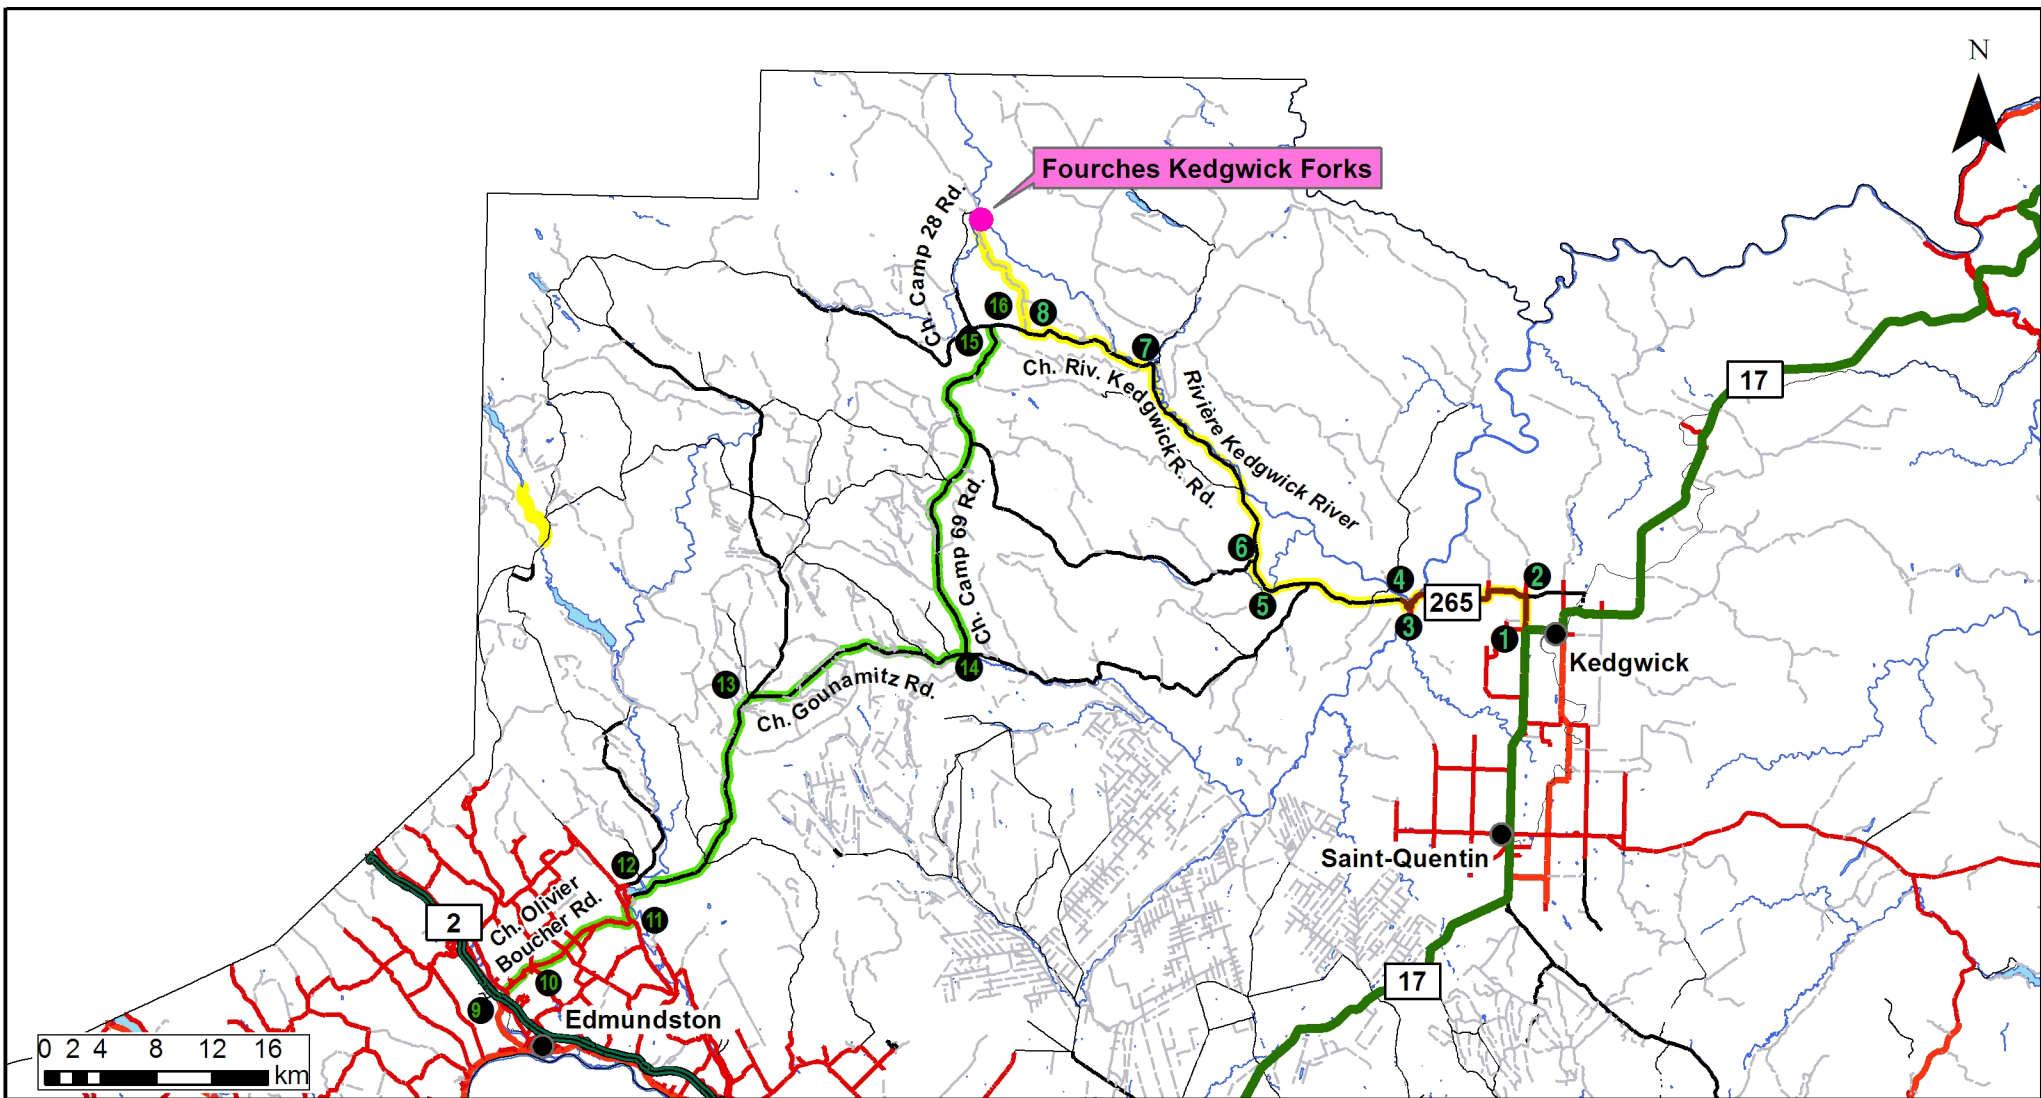 N
Fourches Kedgwick Forks
Ch. Camp 28 Rd.
16
8
15
7
17
Ch. Riv. Kedgwick R. Rd.
Rivière Kedgwick River
Ch. Camp 69 Rd.
6
4
2
5
265
3
1
Kedgwick
14
13
Ch. Gounamitz Rd.
Saint-Quentin
12
Ch. Olivier
Boucher Rd.
2
11
10
17
9
Edmundston
0 2 4 8 12 16
km